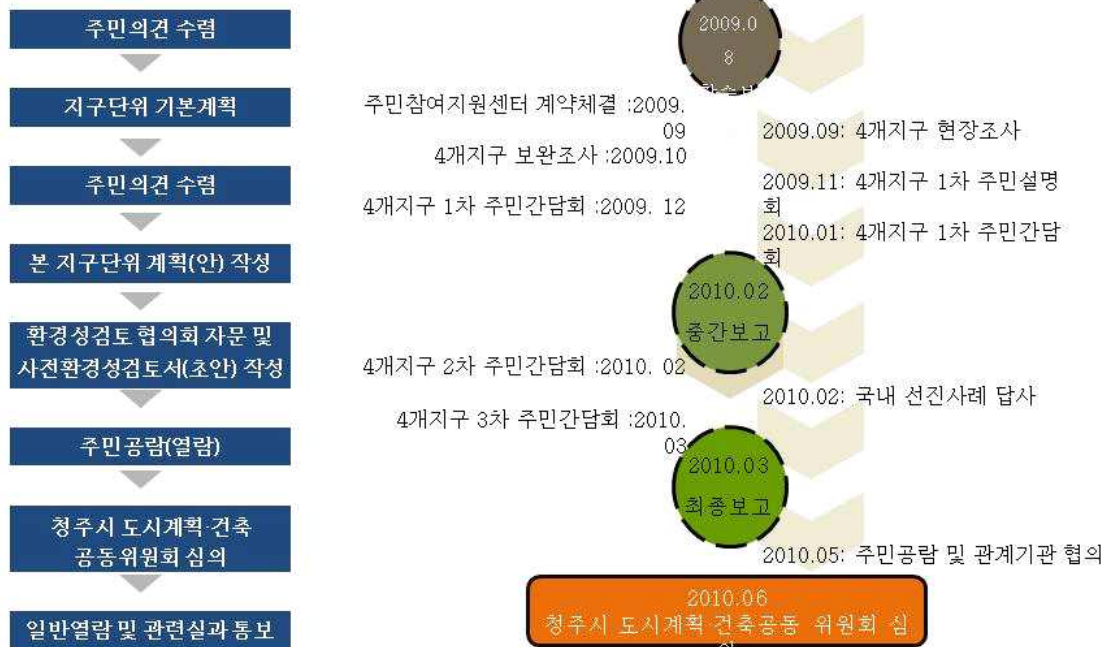 주민의견 수렴
지구단위 기본계획
주민의견 수렴
본 지구단위 계획(안) 작성
환경성검토 협의회 자문 및
사전환경성검토서(초안) 작성
주민공람(열람)
청주시 도시계획·건축
공동위원회 심의
일반열람 및 관련실과 통보
2009.0
8
주민참여지원센터 계약체결 :2009.
09
2009.09: 4개지구 현장조사
4개지구 보완조사 :2009.10
2009.11: 4개지구 1차 주민설명
회
4개지구 1차 주민간담회 :2009. 12
2010.01: 4개지구 1차 주민간담
회
2010.02
중간보고
4개지구 2차 주민간담회 :2010. 02
2010.02: 국내 선진사례 답사
4개지구 3차 주민간담회 :2010.
03
2010.03
최종보고
2010.05: 주민공람 및 관계기관 협의
2010.06
청주시 도시계획·건축공동 위원회 심